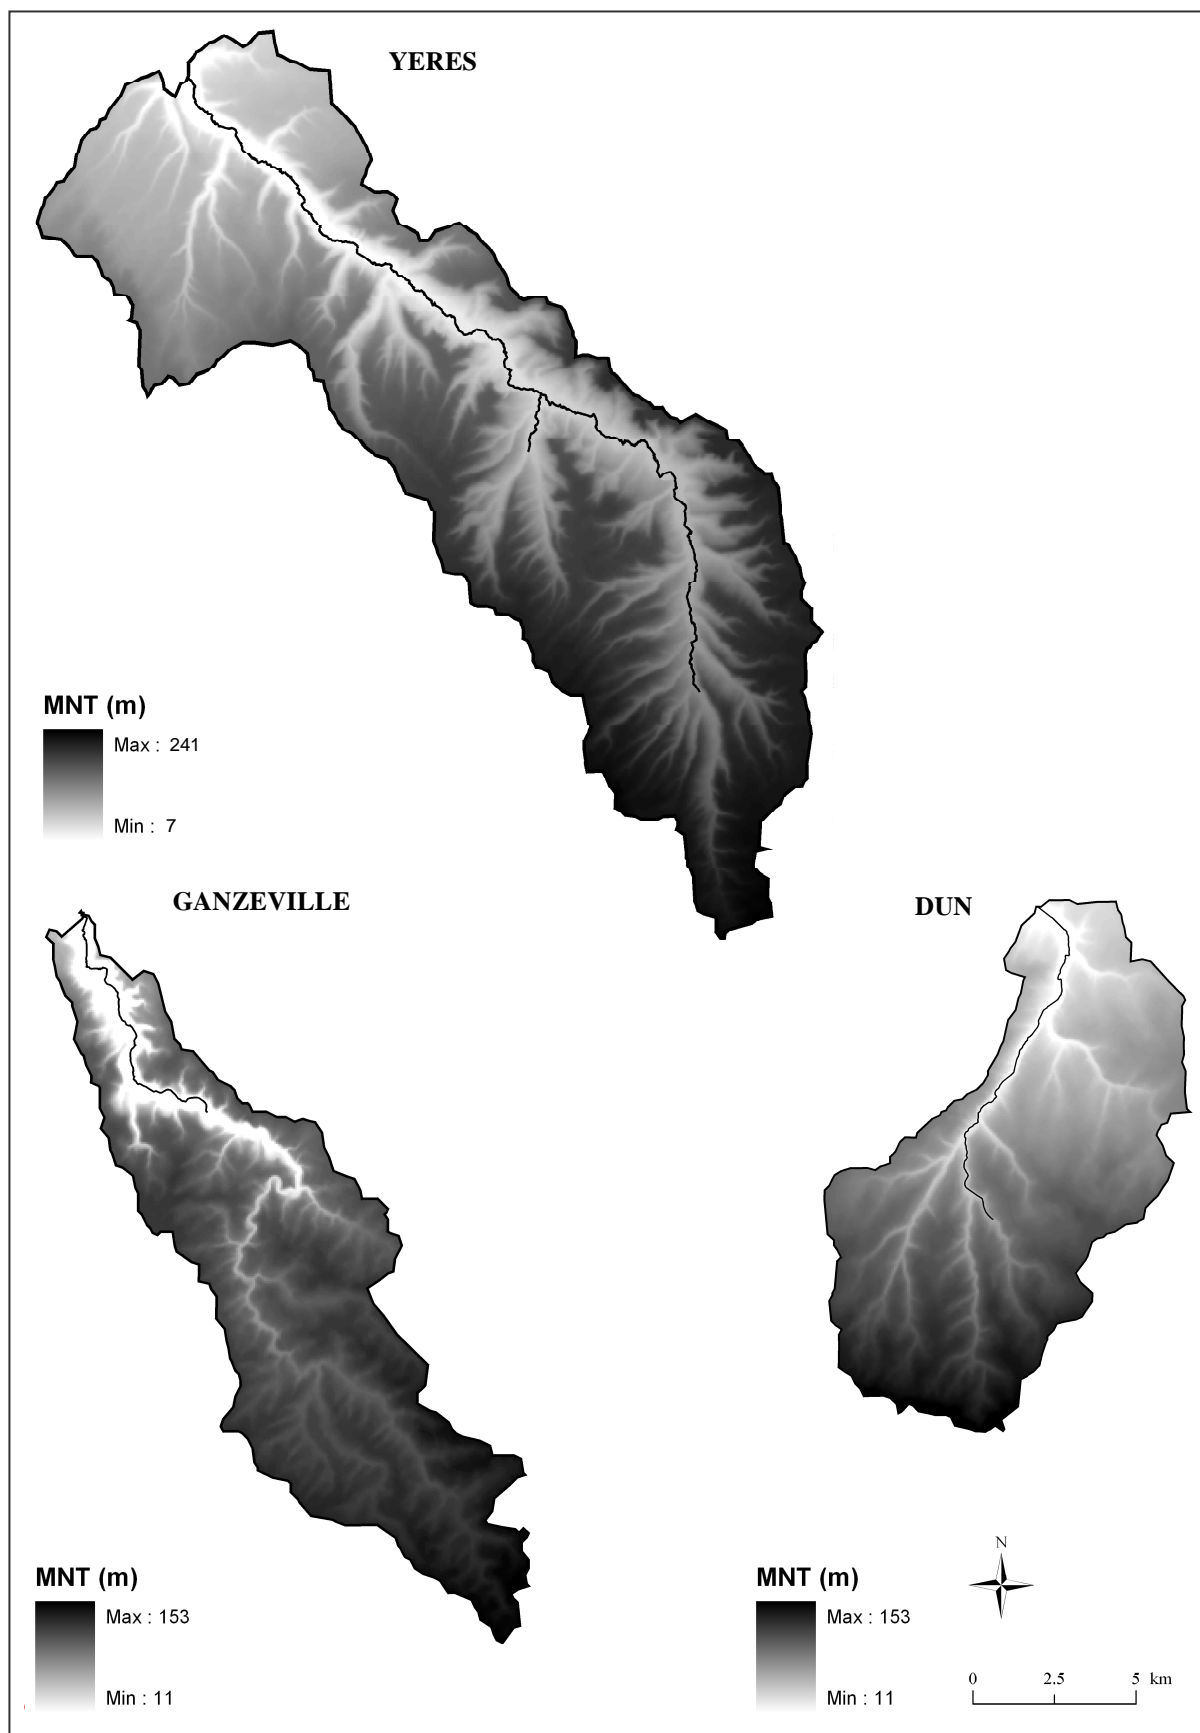 YERES
MNT (m)
Max : 241
Min : 7
GANZEVILLE
DUN
MNT (m)
Max : 153
Min : 11
MNT (m)
Max : 153
Min : 11
N
0 2.5 5 km